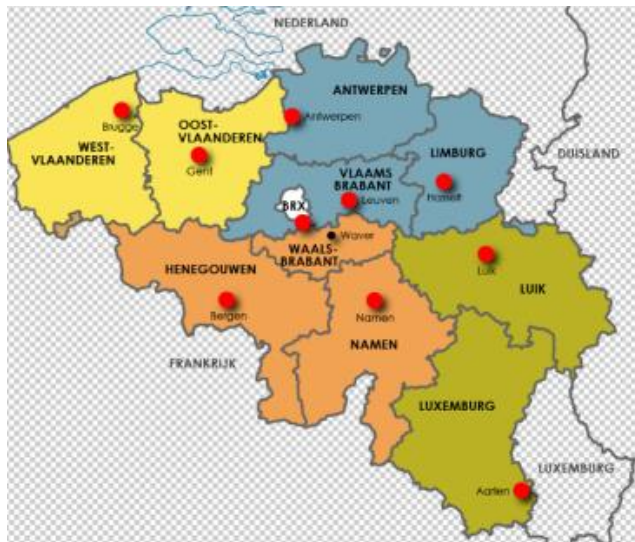 NEDERLAND
ANTWERPEN
Brugge
OOST-
VLAANDEREN
Antwerpen
WEST-
VLAANDEREN
Gent
LIMBURG
DUISLAND
VLAAMS
BRABANT
Hasselt
BRX
Leuven
Waver
WAALS-
BRABANT
HENEGOUWEN
Luik
LUIK
Bergen
Namen
NAMEN
FRANKRIJK
LUXEMBURG
LUXEMBURG
Aarlen